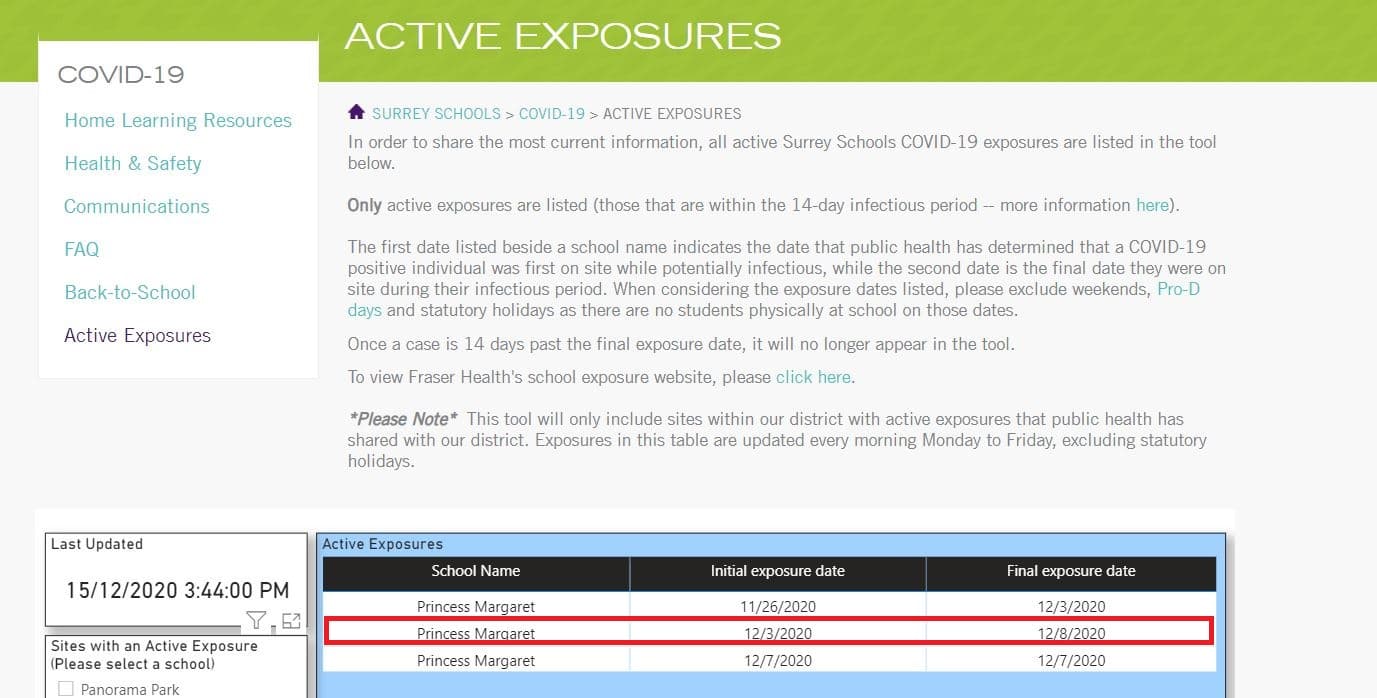 ACTIVE EXPOSURES
COVID-19
Home Learning Resources
Health & Safety
Communications
FAQ
Back-to-School
Active Exposures
SURREY SCHOOLS > COVID-19 > ACTIVE EXPOSURES
In order to share the most current information, all active Surrey Schools COVID-19 exposures are listed in the tool
below.
Only active exposures are listed (those that are within the 14-day infectious period -- more information here).
The first date listed beside a school name indicates the date that public health has determined that a COVID-19
positive individual was first on site while potentially infectious, while the second date is the final date they were on
site during their infectious period. When considering the exposure dates listed, please exclude weekends, Pro-D
days and statutory holidays as there are no students physically at school on those dates.
Once a case is 14 days past the final exposure date, it will no longer appear in the tool.
To view Fraser Health's school exposure website, please click here.
*Please Note* This tool will only include sites within our district with active exposures that public health has
shared with our district. Exposures in this table are updated every morning Monday to Friday, excluding statutory
holidays.
Last Updated
15/12/2020 3:44:00 PM
Sites with an Active Exposure
(Please select a school)
Panorama Park
Active Exposures
School Name Initial exposure date Final exposure date
Princess Margaret 11/26/2020 12/3/2020
Princess Margaret 12/3/2020 12/8/2020
Princess Margaret 12/7/2020 12/7/2020